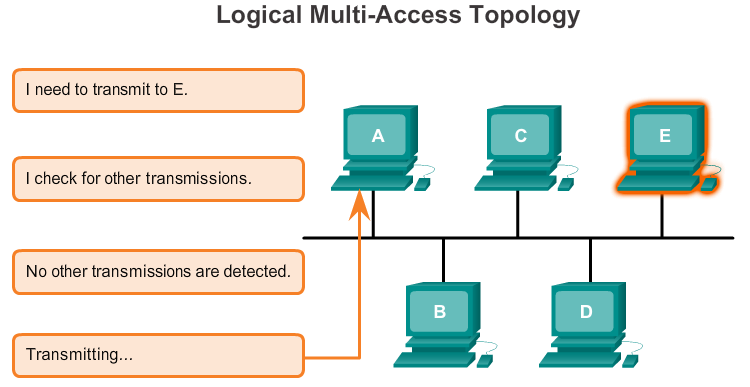 Logical Multi-Access Topology
I need to transmit to E.
I check for other transmissions.
No other transmissions are detected.
Transmitting...
A
C
E
B
D